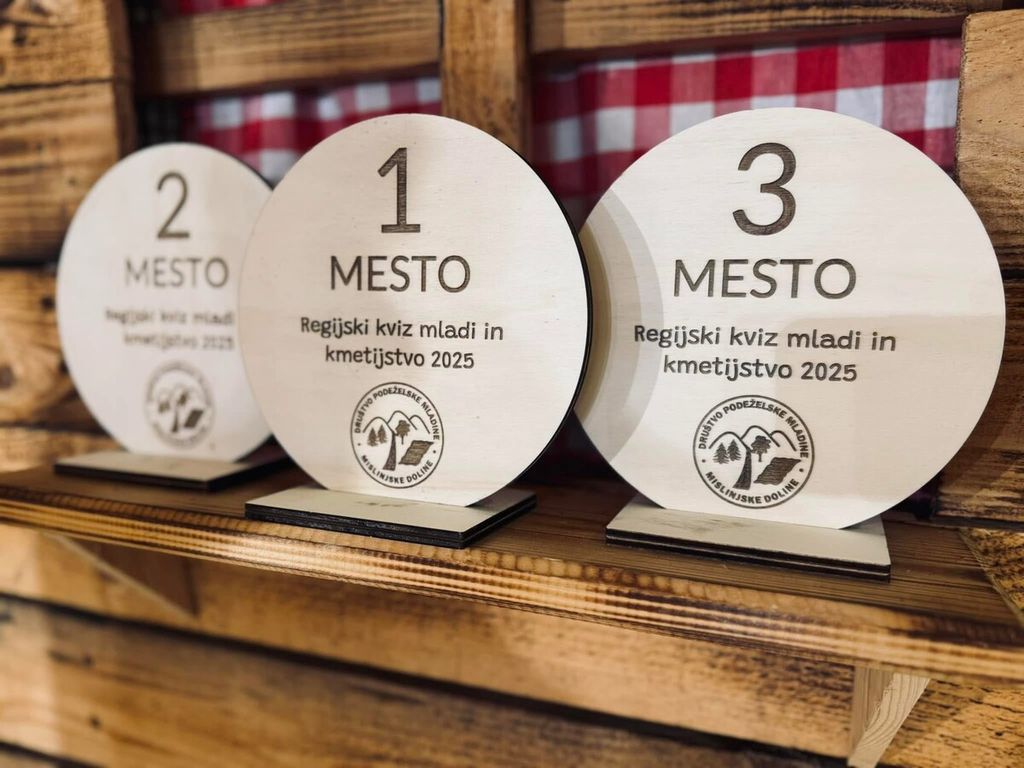 2
MESTO
Regijski kviz mladi
kmetijstvo 2025
1
MESTO
Regijski kviz mladi in
kmetijstvo 2025
DRUŠTVO PODEŽELSKE MLADINE
MISLINJSKE DOLINE
3
MESTO
Regijski kviz mladi in
kmetijstvo 2025
DRUŠTVO PODEŽELSKE MLADINE
MISLINJSKE DOLINE